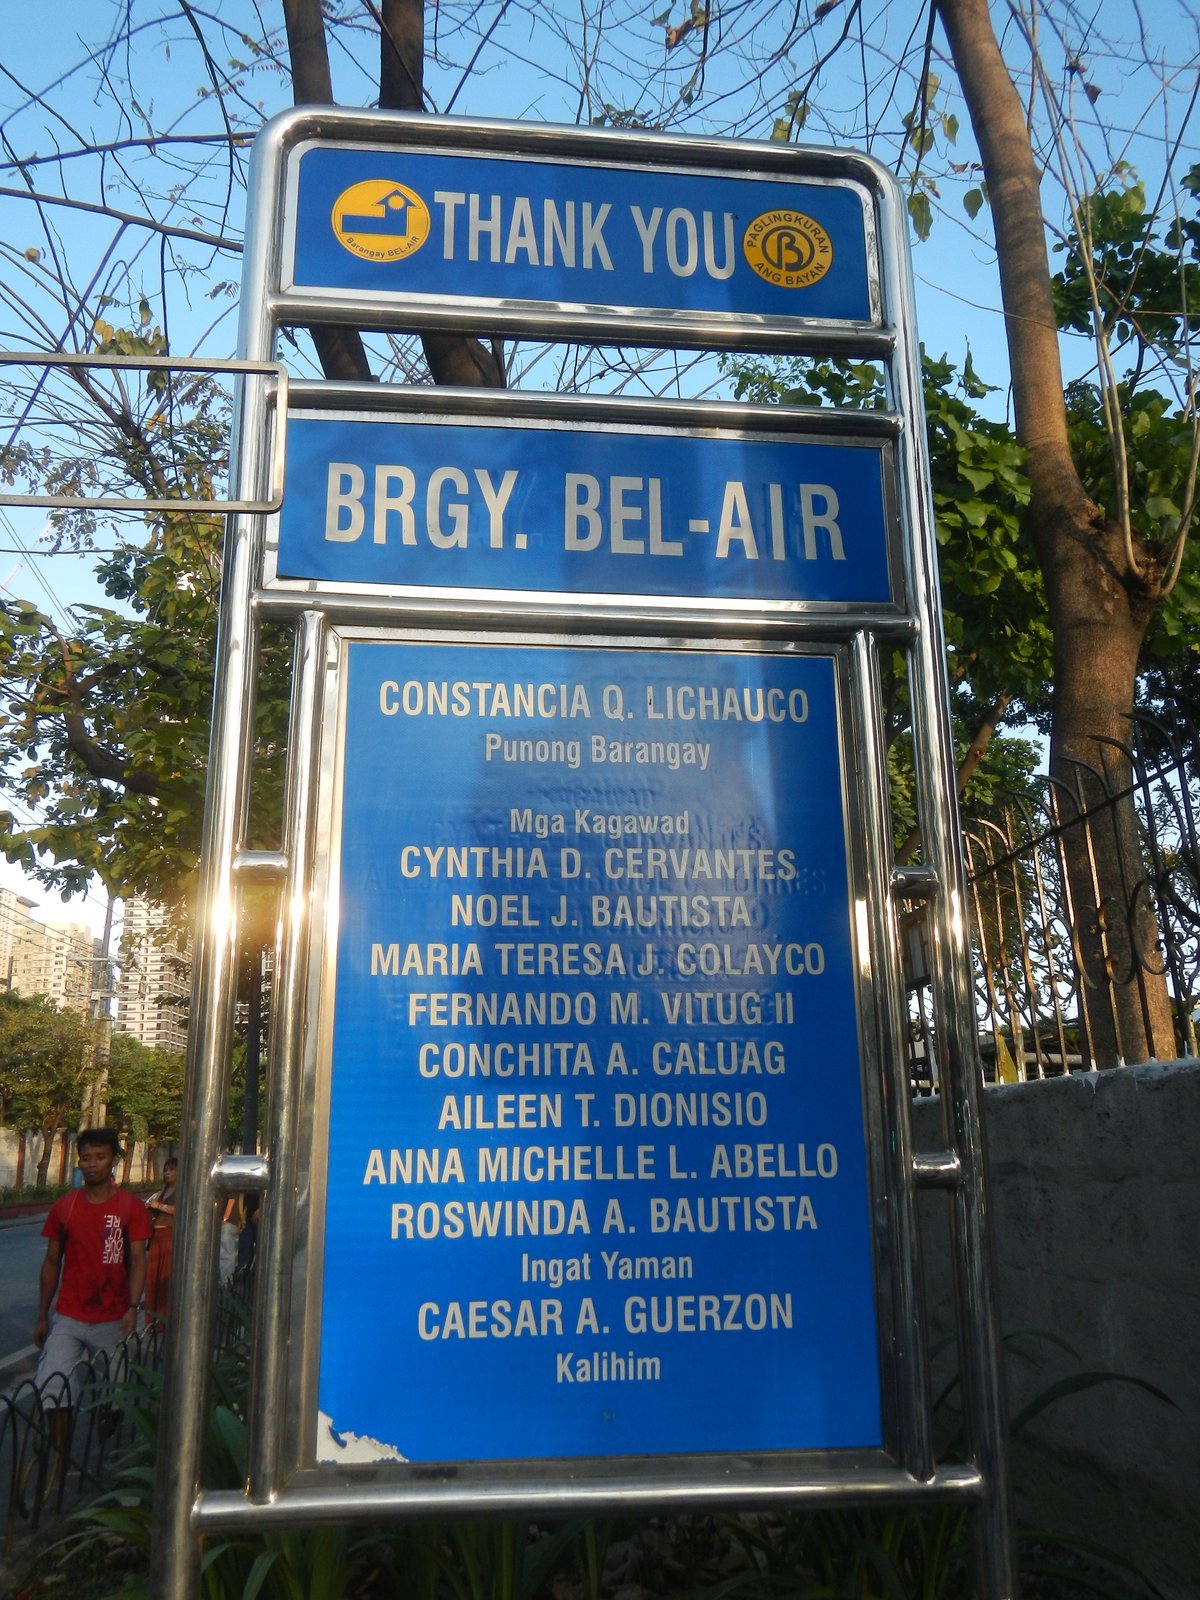 Barangay BEL-AIR
THANK YOU
PAGLINGKURAN
B
ANG BAYAN
BRGY. BEL-AIR
CONSTANCIA Q. LICHAUCO
Punong Barangay
Mga Kagawad
CYNTHIA D. CERVANTES
NOEL J. BAUTISTA
MARIA TERESA J. COLAYCO
FERNANDO M. VITUG II
CONCHITA A. CALUAG
AILEEN T. DIONISIO
ANNA MICHELLE L. ABELLO
ROSWINDA A. BAUTISTA
Ingat Yaman
CAESAR A. GUERZON
Kalihim